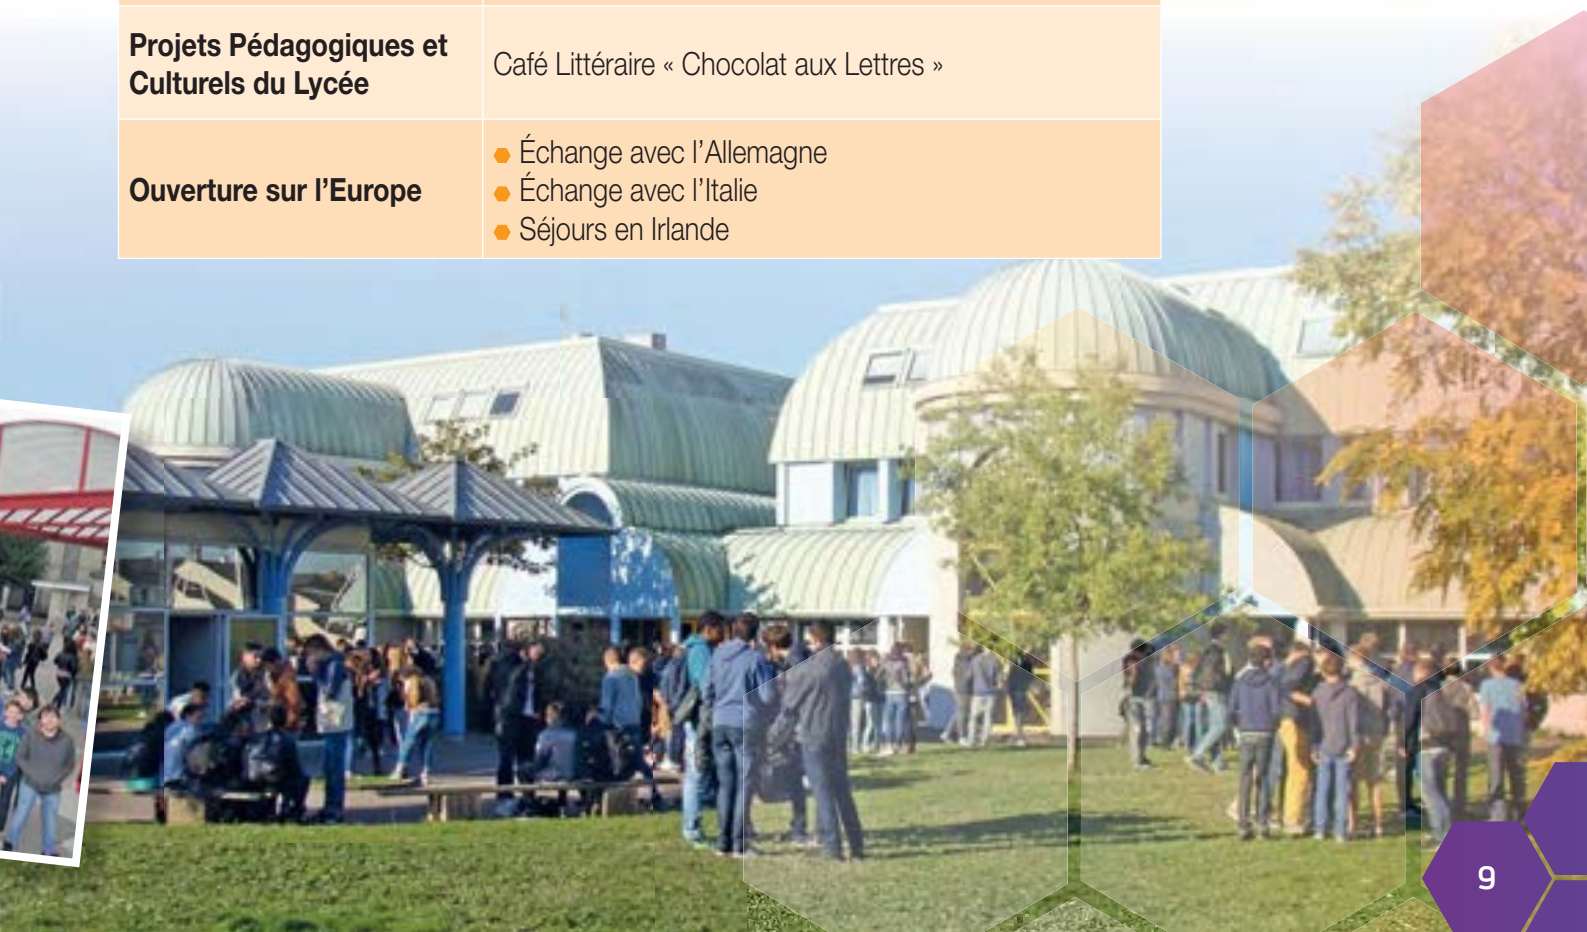 Projets Pédagogiques et
Culturels du Lycée
Café Littéraire « Chocolat aux Lettres »
Ouverture sur l'Europe
Échange avec l'Allemagne
Échange avec l'Italie
Séjours en Irlande
9